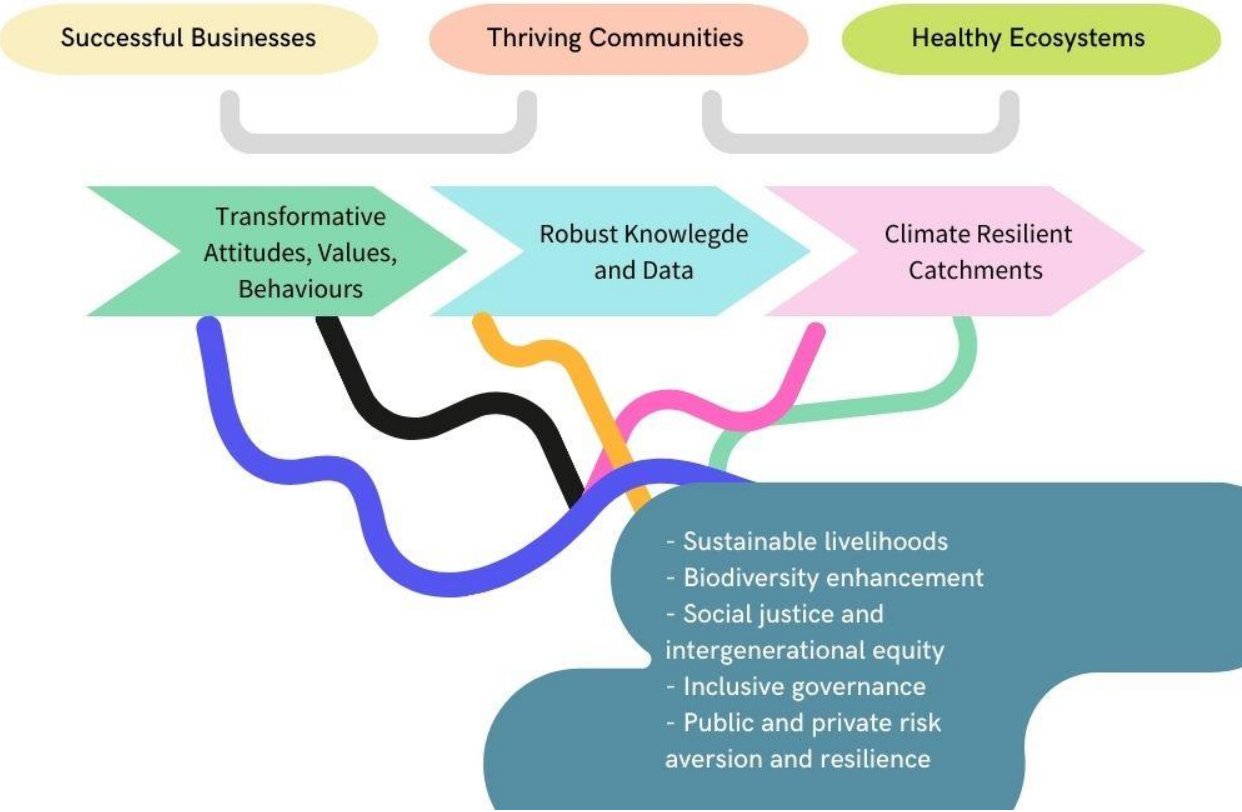 Successful Businesses
Thriving Communities
Healthy Ecosystems
Transformative
Attitudes, Values,
Behaviours
Robust Knowlegde
and Data
Climate Resilient
Catchments
- Sustainable livelihoods
- Biodiversity enhancement
- Social justice and
intergenerational equity
- Inclusive governance
- Public and private risk
aversion and resilience